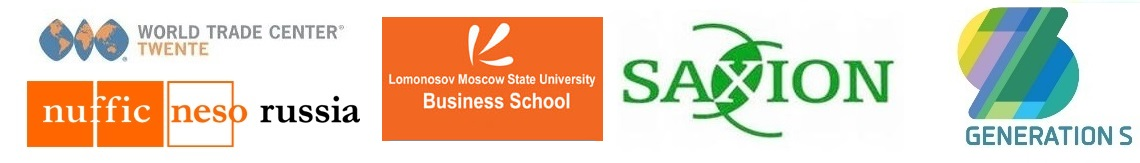 WORLD TRADE CENTER®
TWENTE
nuffic neso russia
Lomonosov Moscow State University
Business School
SAXION
GENERATION S